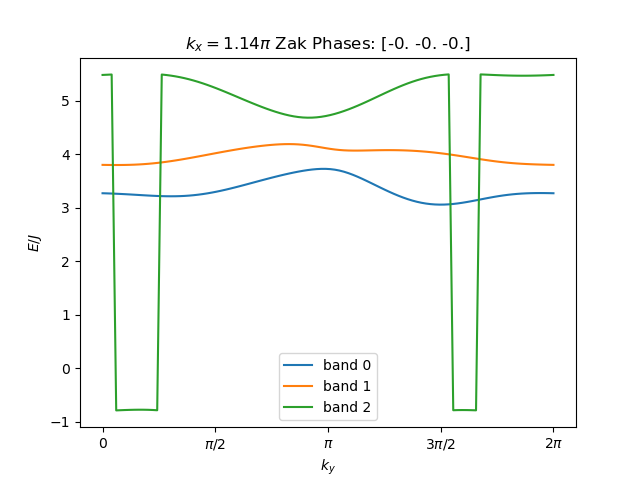 $k_x = 1.14\pi$ Zak Phases: [-0. -0. -0.]
E/J
5
4
3
2
1
0
−1
band 0
band 1
band 2
0 π/2 π 3π/2 2π
$k_y$